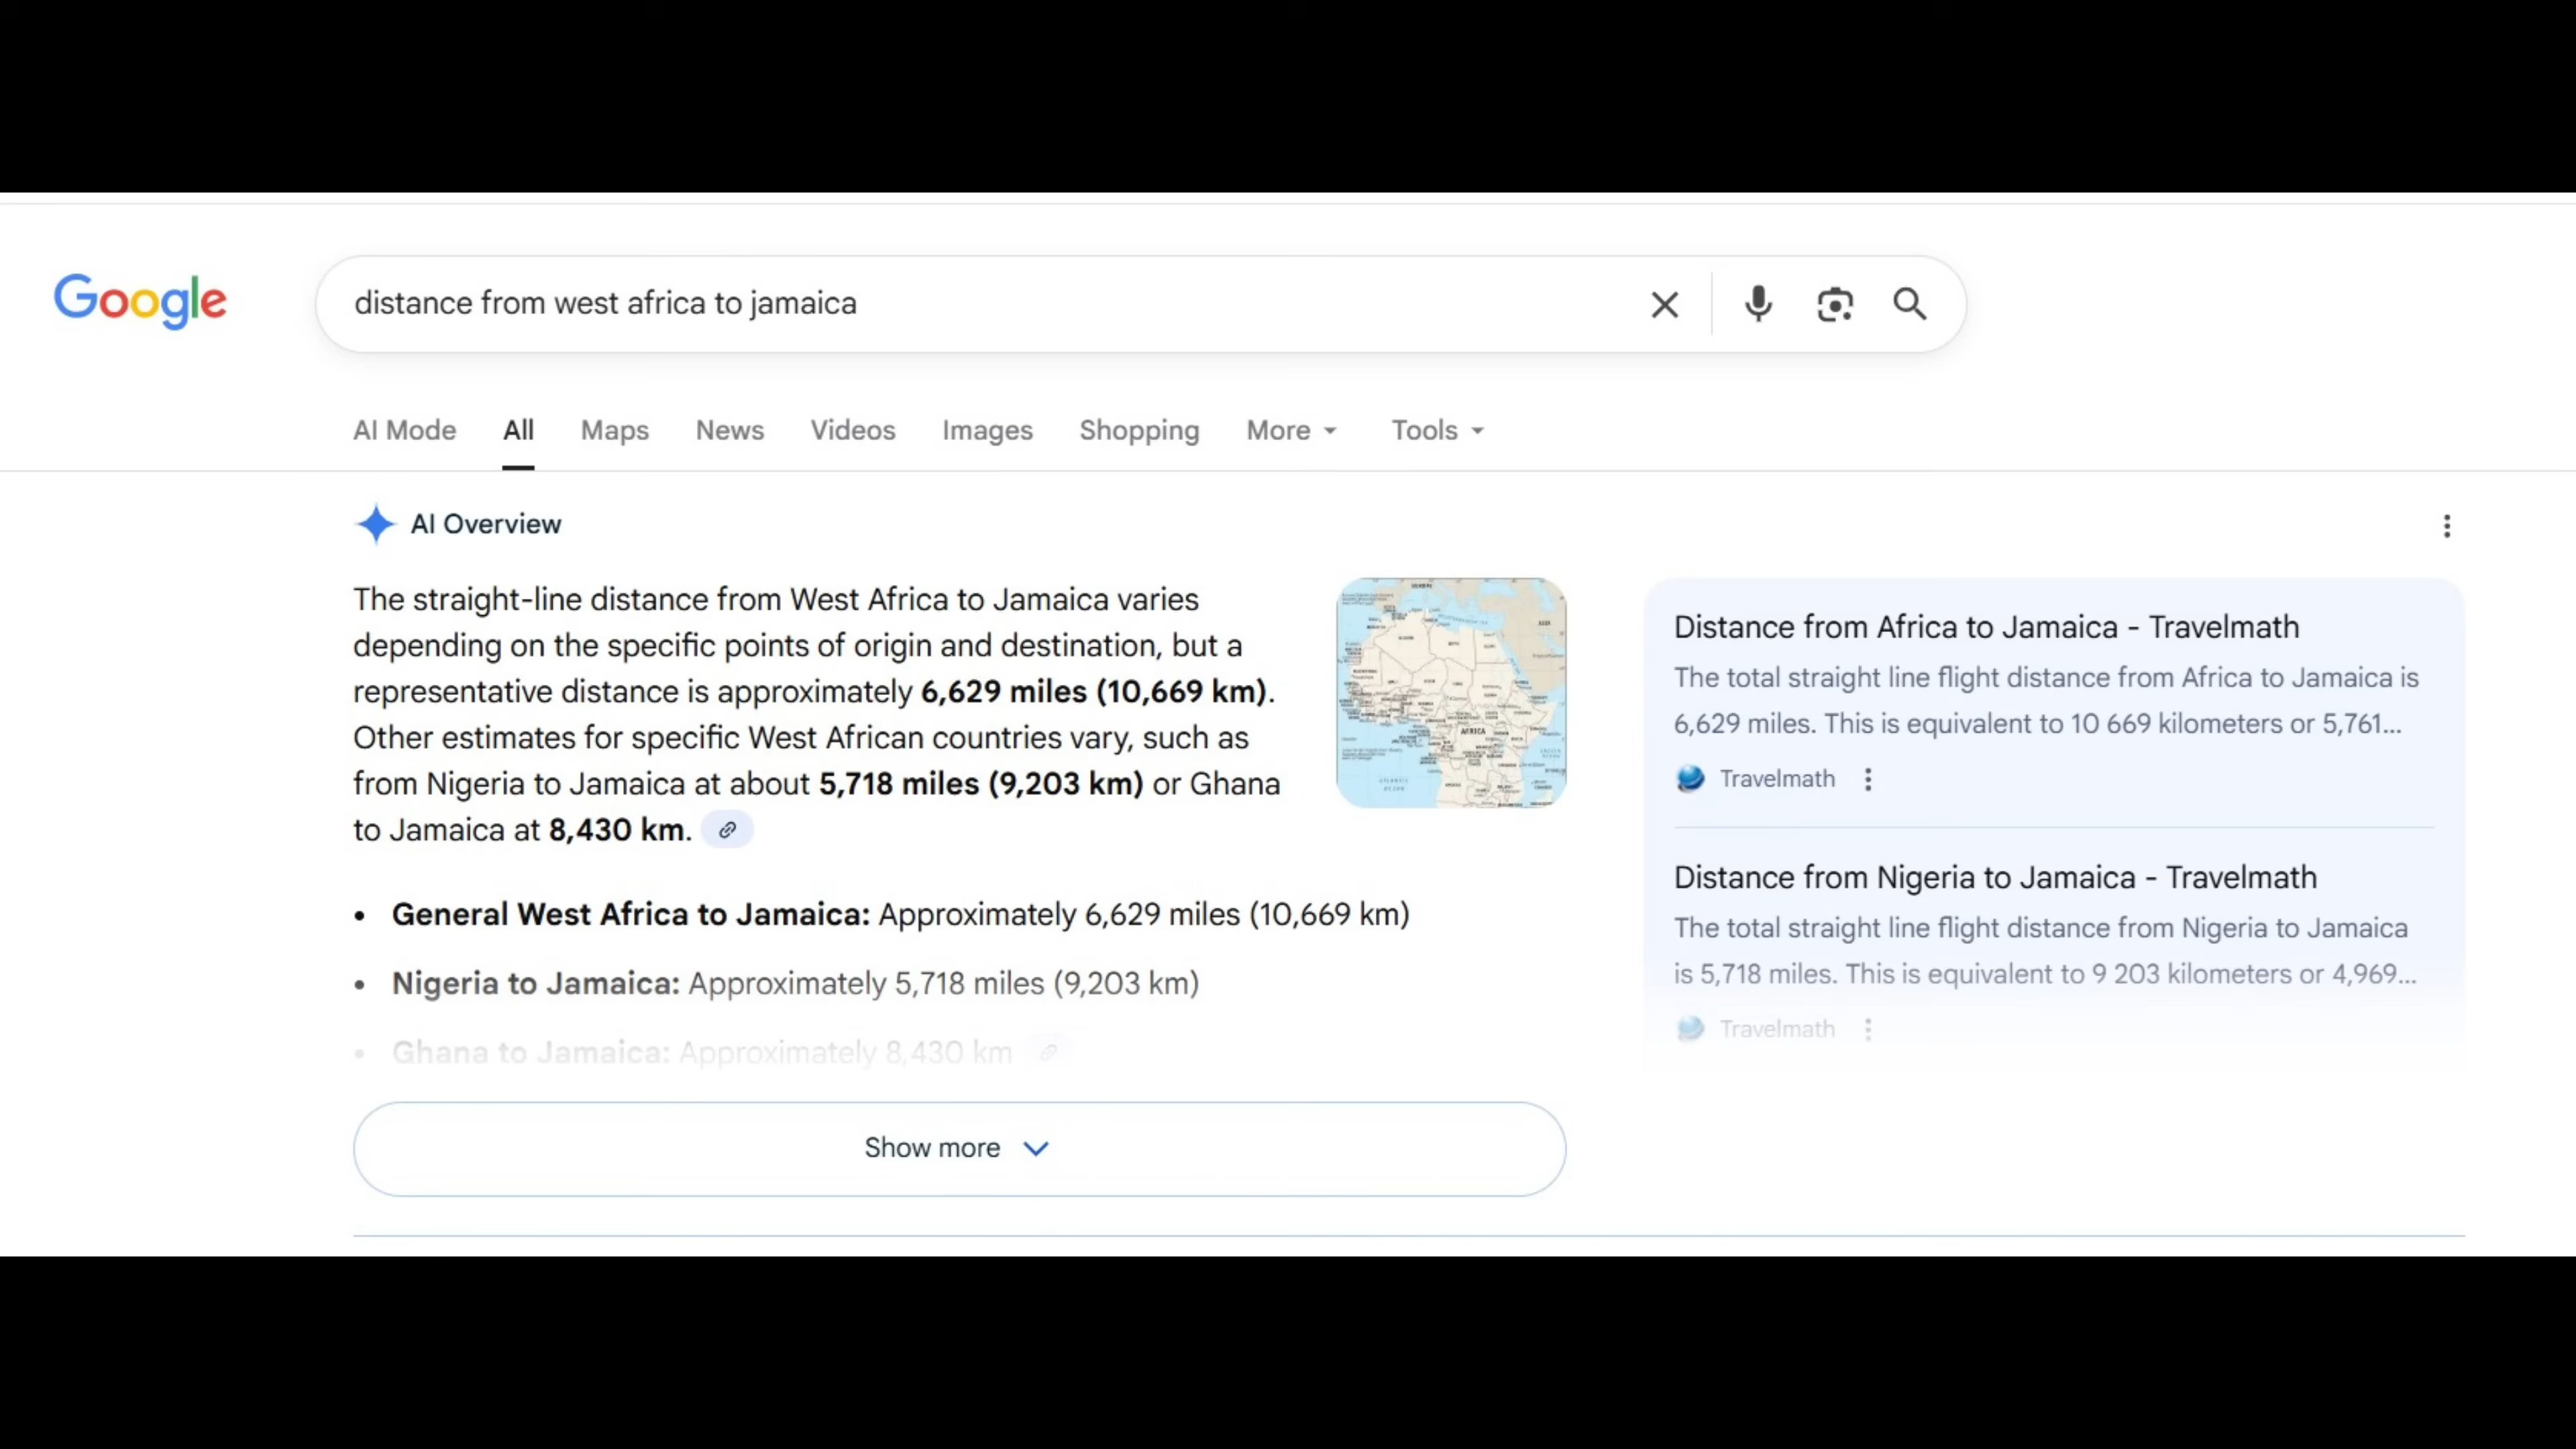 Google
distance from west africa to jamaica
AI Mode All Maps News Videos Images Shopping More Tools
AI Overview
The straight-line distance from West Africa to Jamaica varies
depending on the specific points of origin and destination, but a
representative distance is approximately 6,629 miles (10,669 km).
Other estimates for specific West African countries vary, such as
from Nigeria to Jamaica at about 5,718 miles (9,203 km) or Ghana
to Jamaica at 8,430 km.
• General West Africa to Jamaica: Approximately 6,629 miles (10,669 km)
• Nigeria to Jamaica: Approximately 5,718 miles (9,203 km)
• Ghana to Jamaica: Approximately 8,430 km
Show more
AFRICA
Distance from Africa to Jamaica - Travelmath
The total straight line flight distance from Africa to Jamaica is
6,629 miles. This is equivalent to 10 669 kilometers or 5,761...
Travelmath
Distance from Nigeria to Jamaica - Travelmath
The total straight line flight distance from Nigeria to Jamaica
is 5,718 miles. This is equivalent to 9 203 kilometers or 4,969...
Travelmath